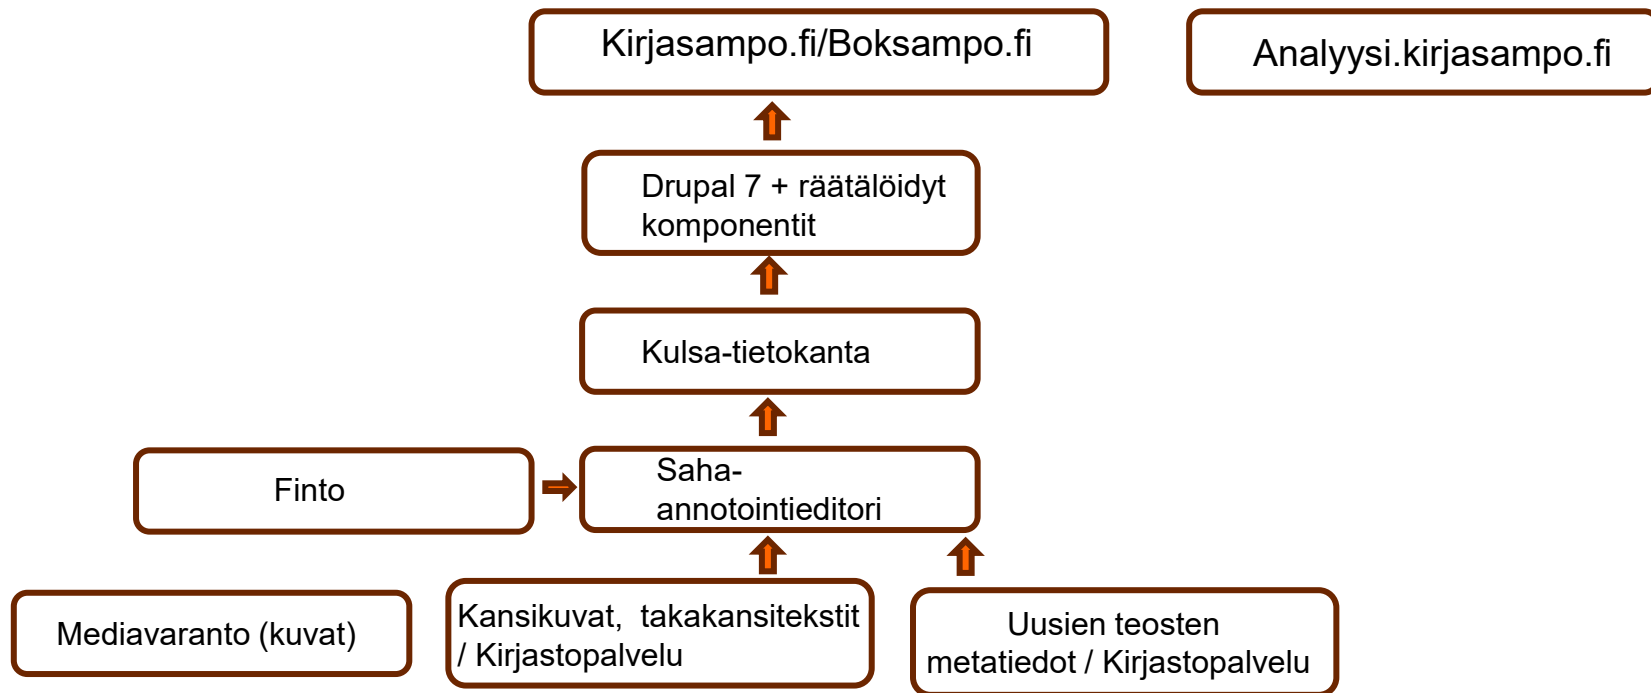 Kirjasampo.fi/Boksampo.fi
Analyysi.kirjasampo.fi
Drupal 7 + räätälöidyt
komponentit
Kulsa-tietokanta
Finto
Saha-
annotointieditori
Mediavaranto (kuvat)
Kansikuvat, takakansitekstit
/ Kirjastopalvelu
Uusien teosten
metatiedot / Kirjastopalvelu